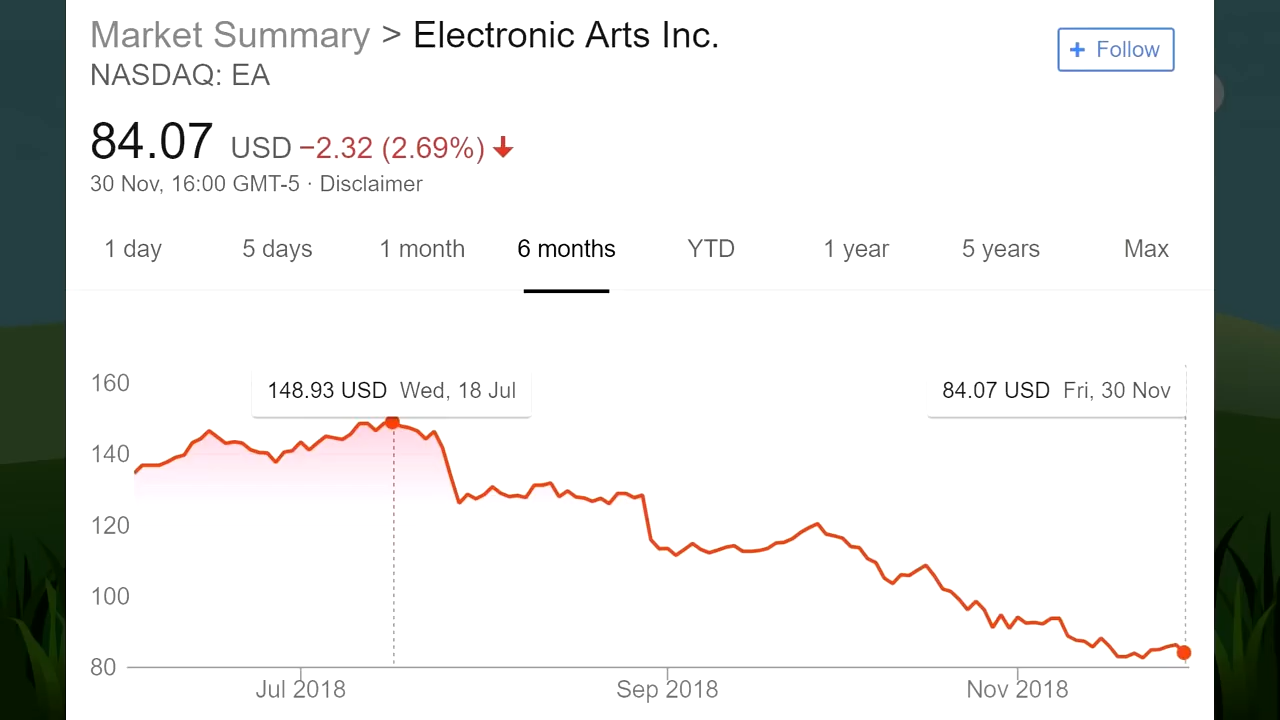 Market Summary > Electronic Arts Inc.
NASDAQ: EA
+ Follow
84.07 USD −2.32 (2.69%)
30 Nov, 16:00 GMT-5 · Disclaimer
1 day 5 days 1 month 6 months YTD 1 year 5 years Max
148.93 USD Wed, 18 Jul
84.07 USD Fri, 30 Nov
160
140
120
100
80
Jul 2018 Sep 2018 Nov 2018